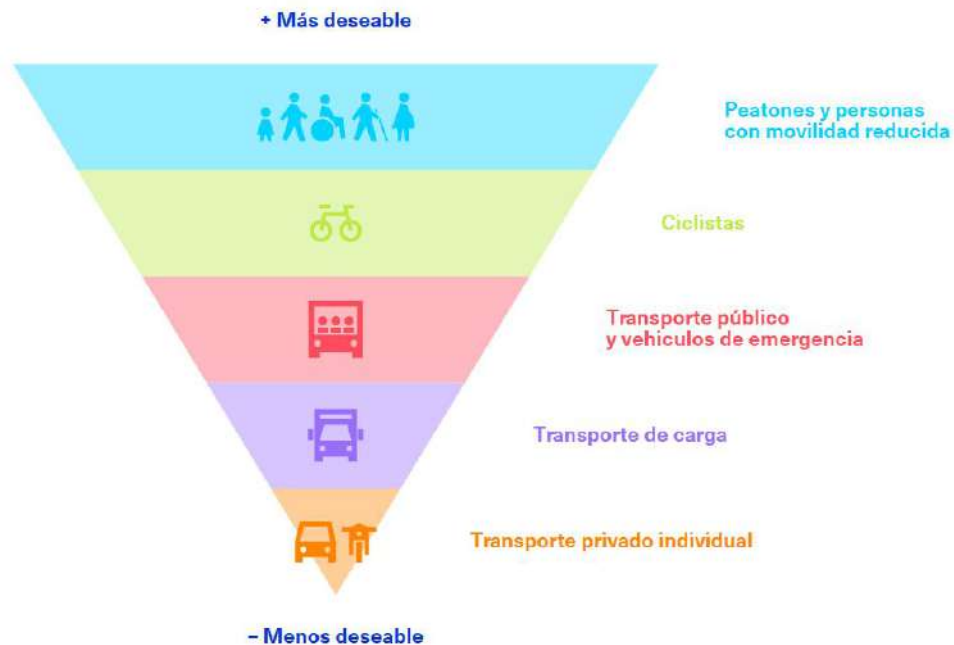 + Más deseable
Peatones y personas
con movilidad reducida
Ciclistas
Transporte público
y vehiculos de emergencia
Transporte de carga
Transporte privado individual
– Menos deseable